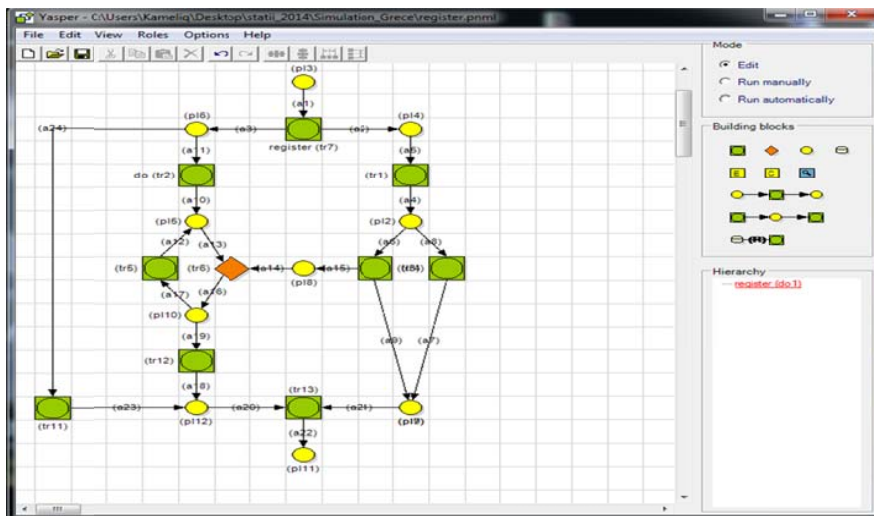 Yasper - C:\Users\Kameliq\Desktop\statii_2014\Simulation_Grece\register.pnml
File Edit View Roles Options Help
Mode
Edit
Run manually
Run automatically
Building blocks
E C
Hierarchy
register (do1)
(pl3)
(a1)
(a24) (pl6) (a3) (a2) (pl4)
register (tr7)
(a11) (a5)
do (tr2) (tr1)
(a10) (a4)
(pl5) (pl2)
(a12) (a13) (a6) (a8)
(tr5) (tr6) (a14) (a15)
(pl8)
(a17) (a16)
(pl10)
(a19) (a9) (a7)
(tr12)
(a18) (tr13)
(a23) (a20) (a21)
(tr11) (pl12)
(a22)
(pl11)